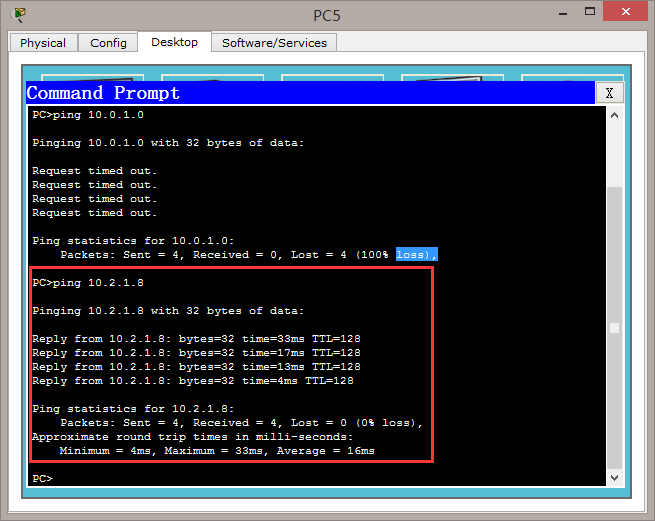 PC5
Physical Config Desktop Software/Services
Command Prompt X
PC>ping 10.0.1.0
Pinging 10.0.1.0 with 32 bytes of data:
Request timed out.
Request timed out.
Request timed out.
Request timed out.
Ping statistics for 10.0.1.0:
Packets: Sent = 4, Received = 0, Lost = 4 (100% loss),
PC>ping 10.2.1.8
Pinging 10.2.1.8 with 32 bytes of data:
Reply from 10.2.1.8: bytes=32 time=33ms TTL=128
Reply from 10.2.1.8: bytes=32 time=17ms TTL=128
Reply from 10.2.1.8: bytes=32 time=13ms TTL=128
Reply from 10.2.1.8: bytes=32 time=4ms TTL=128
Ping statistics for 10.2.1.8:
Packets: Sent = 4, Received = 4, Lost = 0 (0% loss),
Approximate round trip times in milli-seconds:
Minimum = 4ms, Maximum = 33ms, Average = 16ms
PC>